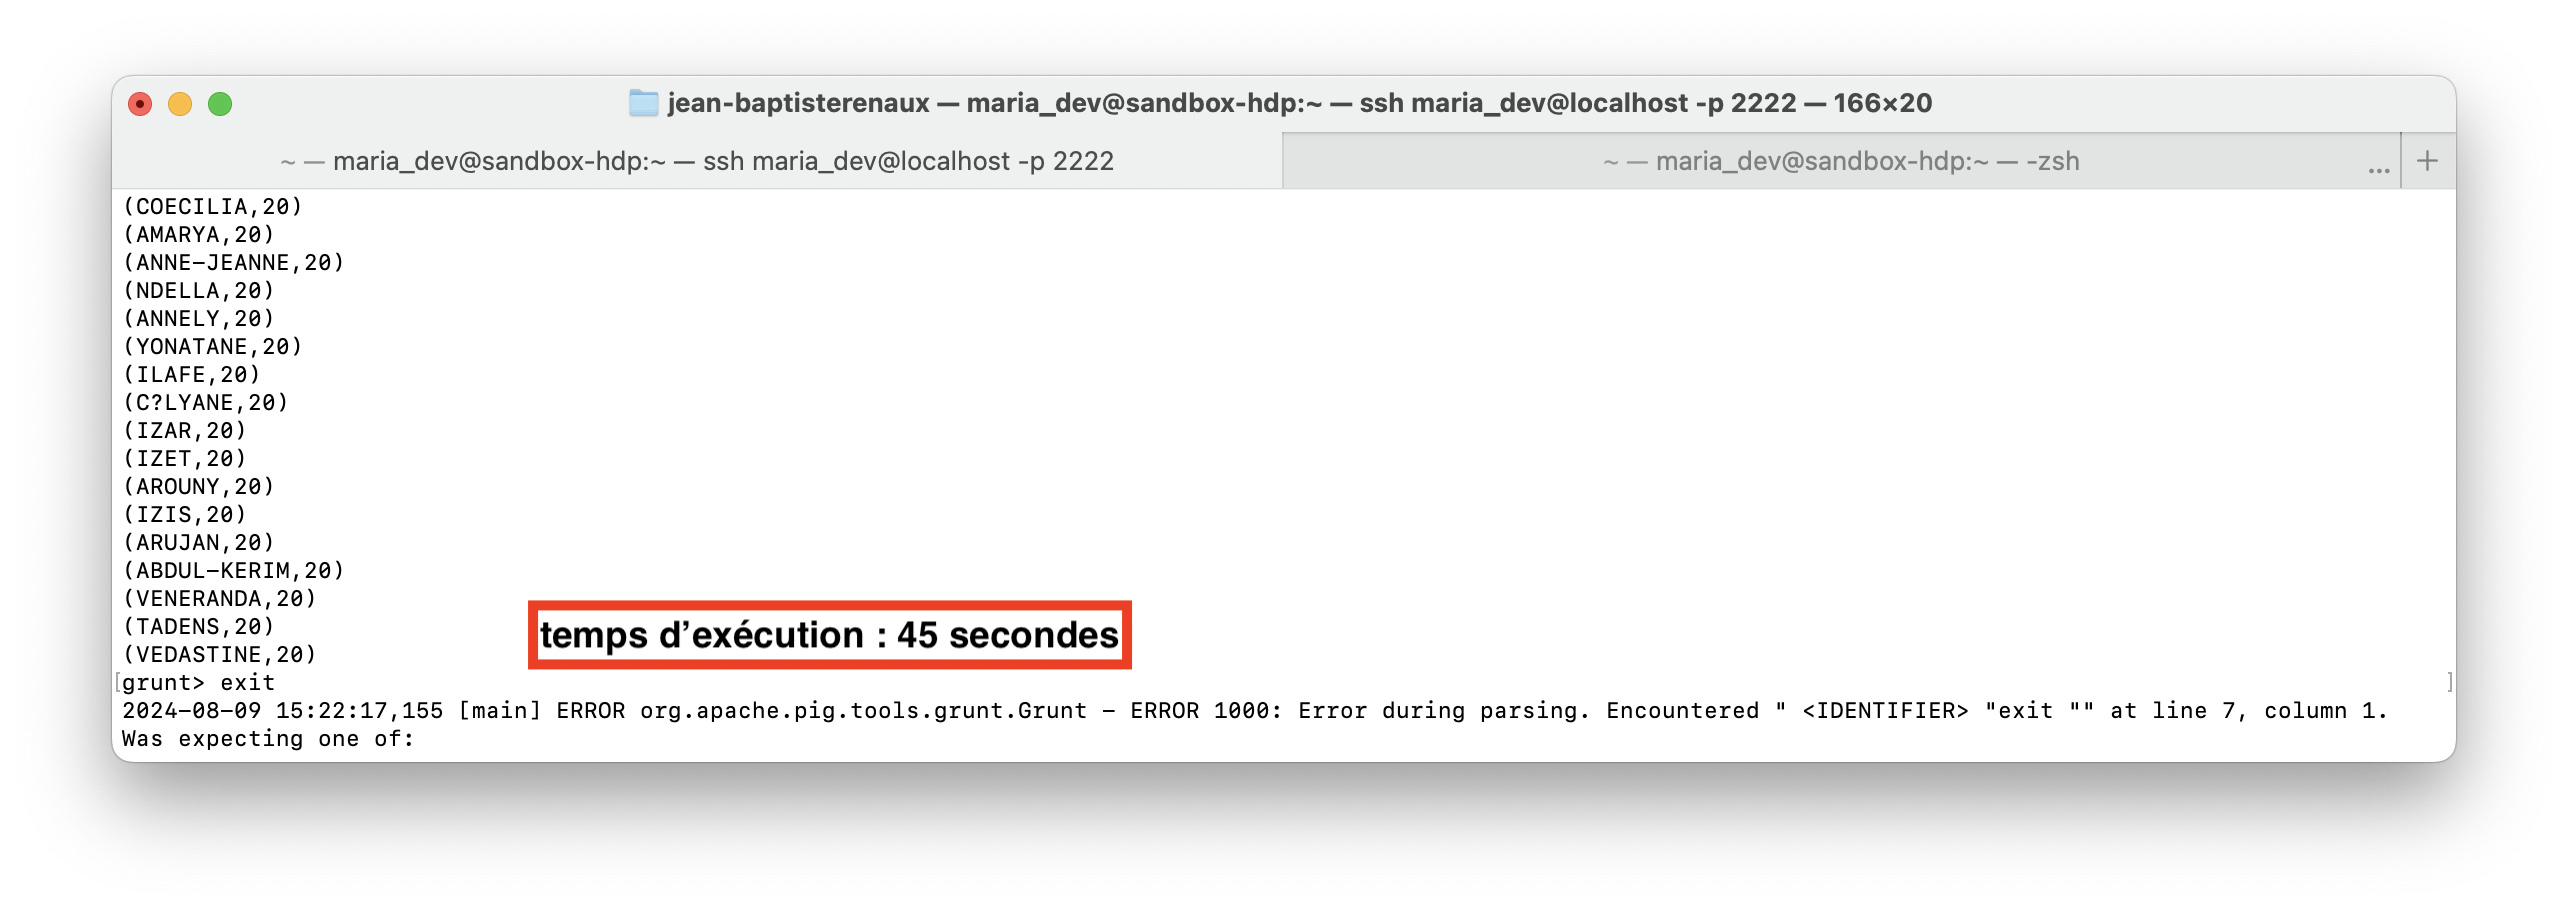 jean-baptisterenaux — maria_dev@sandbox-hdp:~ — ssh maria_dev@localhost -p 2222 — 166×20
~ — maria_dev@sandbox-hdp:~ — ssh maria_dev@localhost -p 2222
~ — maria_dev@sandbox-hdp:~ — -zsh ... +
(COECILIA,20)
(AMARYA,20)
(ANNE-JEANNE,20)
(NDELLA,20)
(ANNELY,20)
(YONATANE,20)
(ILAFE,20)
(C?LYANE,20)
(IZAR,20)
(IZET,20)
(AROUNY,20)
(IZIS,20)
(ARUJAN,20)
(ABDUL-KERIM,20)
(VENERANDA,20)
(TADENS,20)
(VEDASTINE,20)
temps d’exécution : 45 secondes
[grunt> exit ]
2024-08-09 15:22:17,155 [main] ERROR org.apache.pig.tools.grunt.Grunt - ERROR 1000: Error during parsing. Encountered " <IDENTIFIER> "exit "" at line 7, column 1.
Was expecting one of: